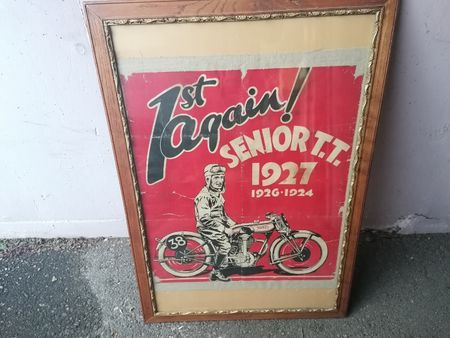 1st
again!
SENIOR T.T.
1927
1926·1924
38